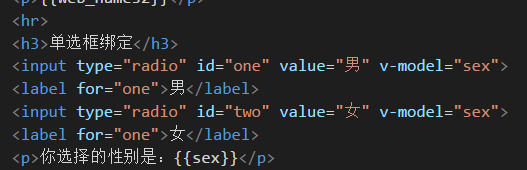 <p>{{web_name32}}</p>
<hr>
<h3>单选框绑定</h3>
<input type="radio" id="one" value="男" v-model="sex">
<label for="one">男</label>
<input type="radio" id="two" value="女" v-model="sex">
<label for="one">女</label>
<p>你选择的性别是：{{sex}}</p>